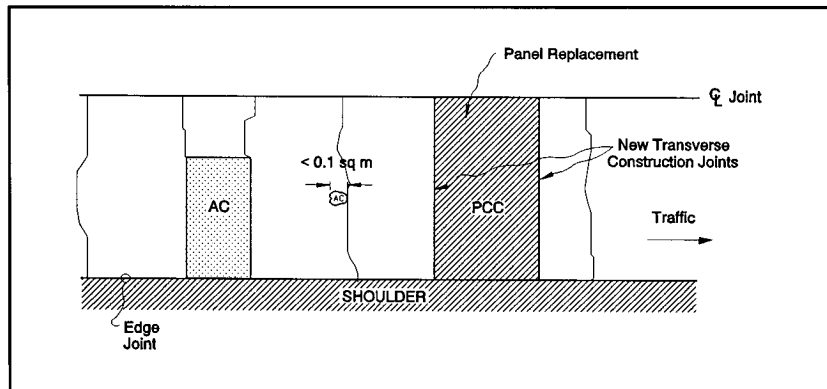 Panel Replacement
℄ Joint
New Transverse
Construction Joints
< 0.1 sq m
AC
AC
PCC
Traffic
SHOULDER
Edge
Joint